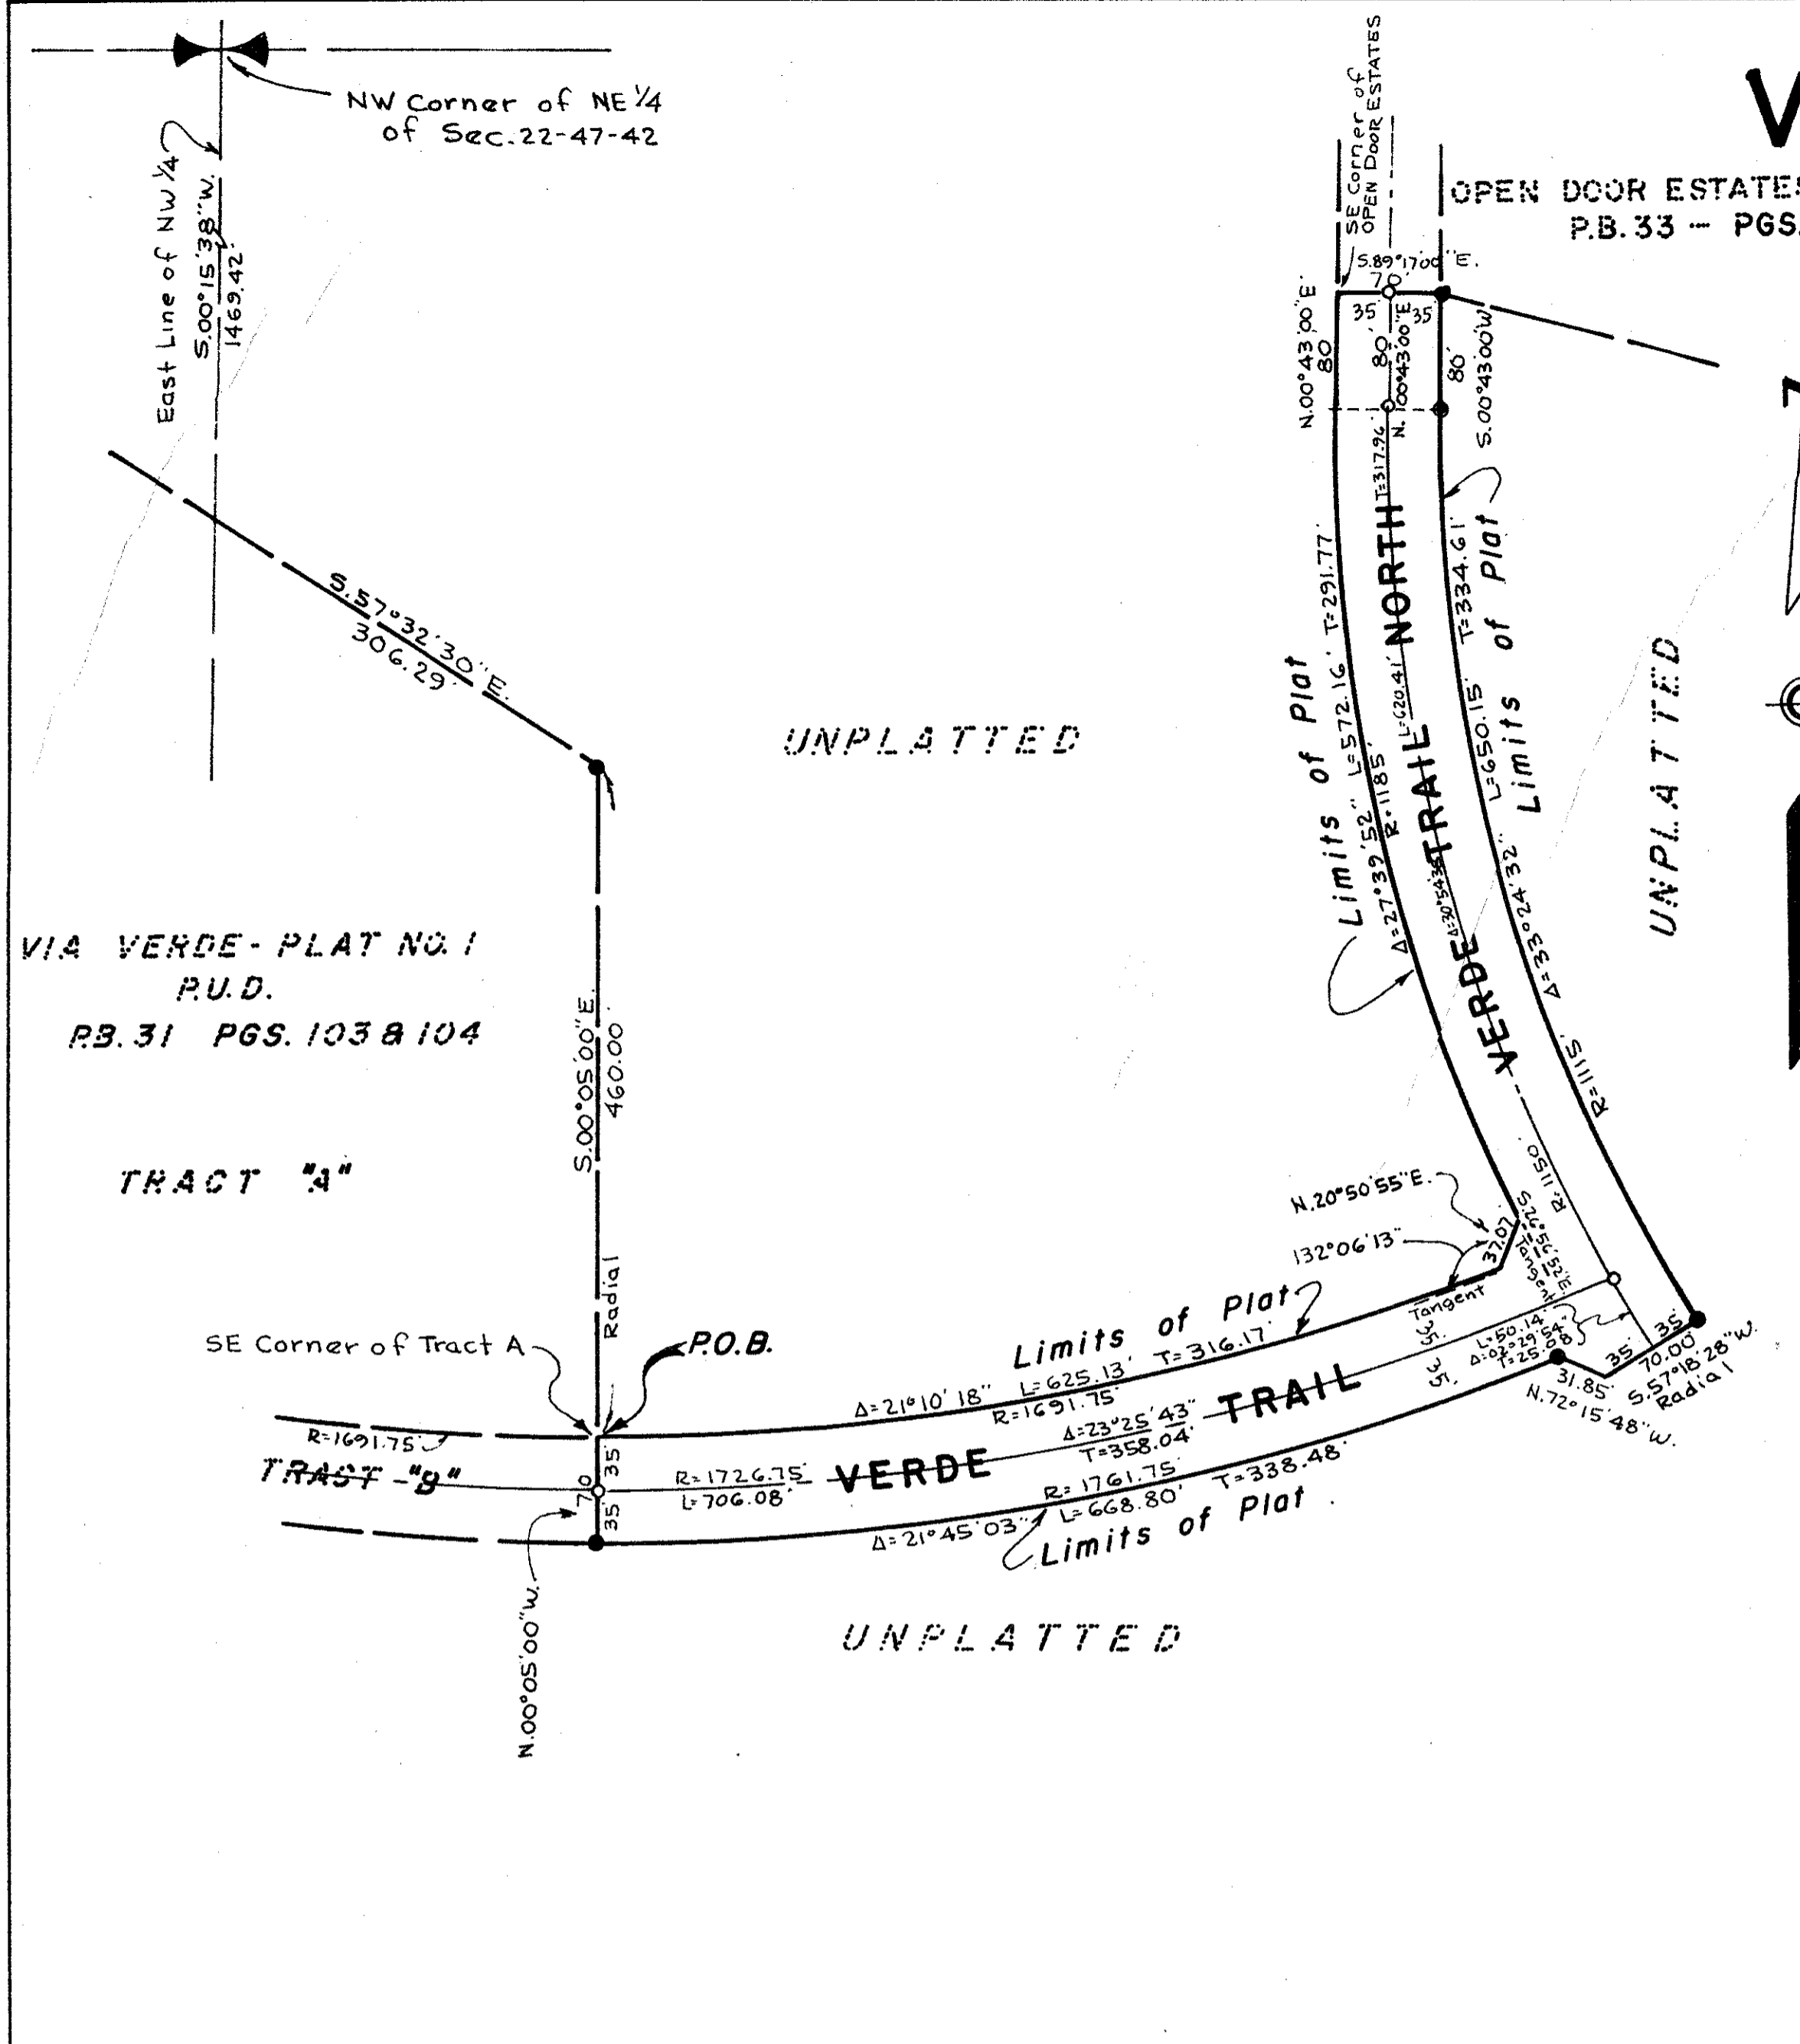 NW Corner of NE 1/4
of Sec. 22-47-42
East Line of NW 1/4
S.00°15'38"W.
1469.42'
SE Corner of
OPEN DOOR ESTATES
V
OPEN DOOR ESTATES
P.B. 33 - PGS.
S.89°17'00"E.
70'
35'
35'
N.00°43'00"E
80'
80'
N. 00°43'00"E
80'
S.00°43'00"W
S.57°32'30"E.
306.29'
UNPLATTED
Limits of Plat
Δ=27°39'52" L=572.16' T=291.77'
R=1185'
T=317.96'
L=620.41'
VERDE TRAIL NORTH
R=1150'
Limits of Plat
Δ=33°24'32" L=650.15' T=334.61'
R=1115'
UNPLATTED
VIA VERDE - PLAT NO. 1
P.U.D.
P.B. 31 PGS. 103 & 104
TRACT "A"
S.00°05'00"E.
460.00'
Radial
N.20°50'55"E.
132°06'13"
37.07'
Tangent
Tangent
SE Corner of Tract A
P.O.B.
Limits of Plat
Δ=21°10'18" L=625.13' T=316.17'
R=1691.75'
35'
35'
L=50.14'
Δ=02°29'54"
T=25.08'
35'
35'
70.00'
S.57°18'28"W.
Radial
31.85'
N.72°15'48"W.
R=1691.75'
TRACT - "B"
70
35'
35'
R=1726.75'
L=706.08'
VERDE TRAIL
Δ=23°25'43"
T=358.04'
R=1761.75'
Δ=21°45'03" L=668.80' T=338.48'
Limits of Plat
N.00°05'00"W.
UNPLATTED